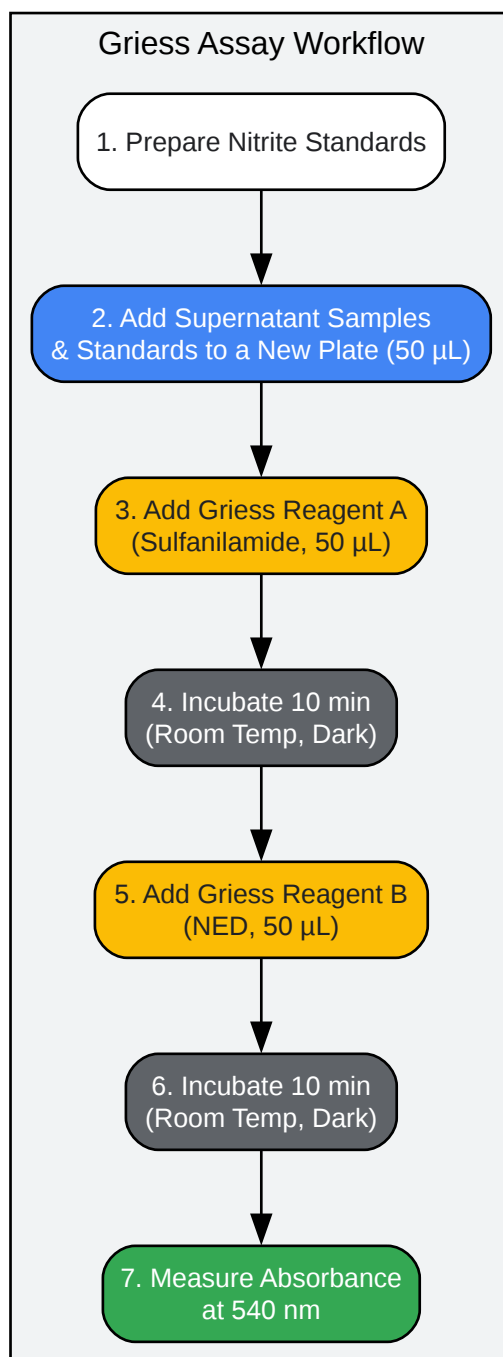 Griess Assay Workflow
1. Prepare Nitrite Standards
2. Add Supernatant Samples
& Standards to a New Plate (50 µL)
3. Add Griess Reagent A
(Sulfanilamide, 50 µL)
4. Incubate 10 min
(Room Temp, Dark)
5. Add Griess Reagent B
(NED, 50 µL)
6. Incubate 10 min
(Room Temp, Dark)
7. Measure Absorbance
at 540 nm